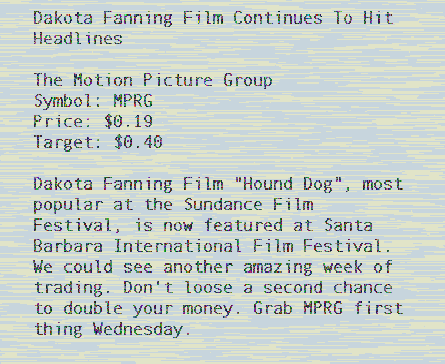 Dakota Fanning Film Continues To Hit
Headlines
The Motion Picture Group
Symbol: MPRG
Price: $0.19
Target: $0.40
Dakota Fanning Film "Hound Dog", most
popular at the Sundance Film
Festival, is now featured at Santa
Barbara International Film Festival.
We could see another amazing week of
trading. Don't loose a second chance
to double your money. Grab MPRG first
thing Wednesday.